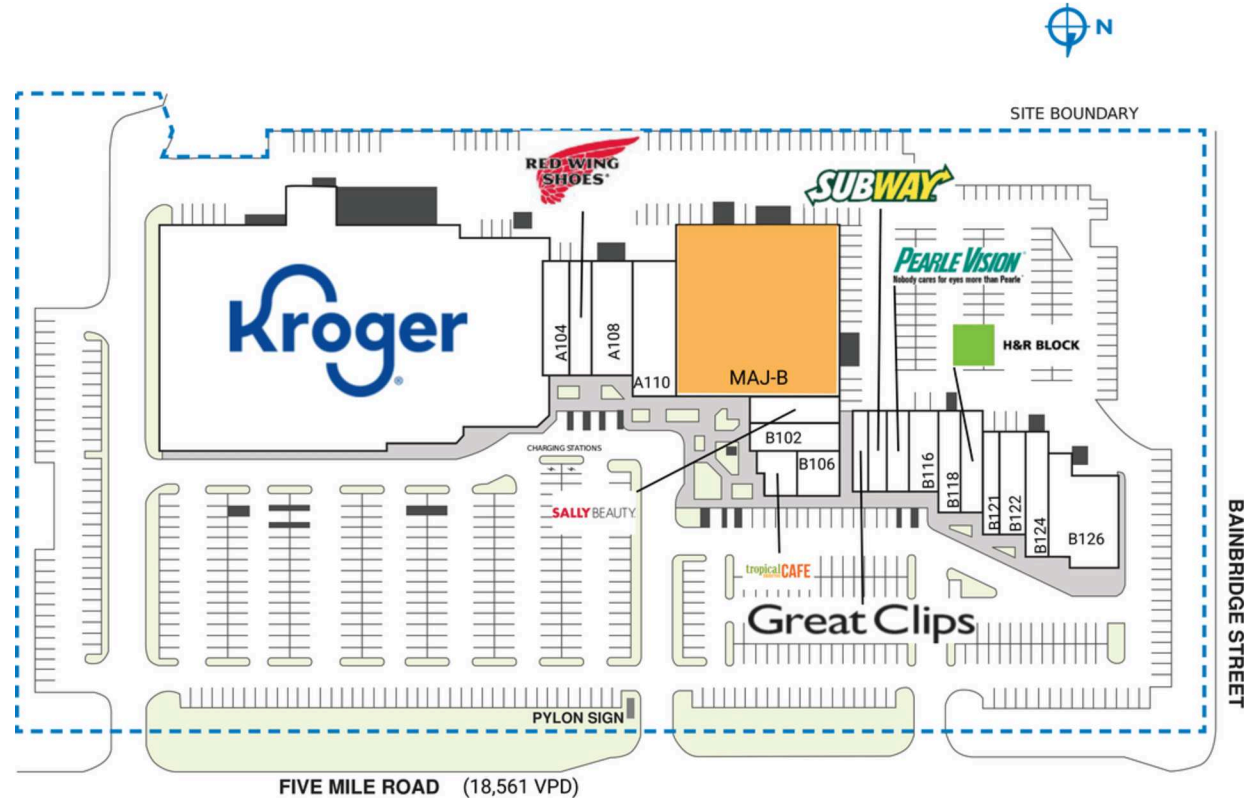 N
SITE BOUNDARY
RED WING
SHOES®
SUBWAY
PEARLE VISION
Nobody cares for eyes more than Pearle
Kroger
H&R BLOCK
A104
A108
A110
MAJ-B
B102
B106
B116
B118
B121
B122
B124
B126
CHARGING STATIONS
SALLY BEAUTY
tropical CAFE
Great Clips
PYLON SIGN
FIVE MILE ROAD (18,561 VPD)
BAINBRIDGE STREET